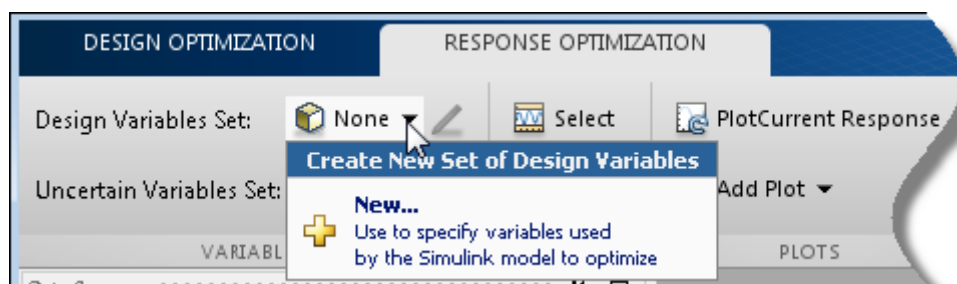 DESIGN OPTIMIZATION
RESPONSE OPTIMIZATION
Design Variables Set:
None
Select
PlotCurrent Response
Create New Set of Design Variables
Uncertain Variables Set:
New...
Use to specify variables used
by the Simulink model to optimize
Add Plot
VARIABL
PLOTS